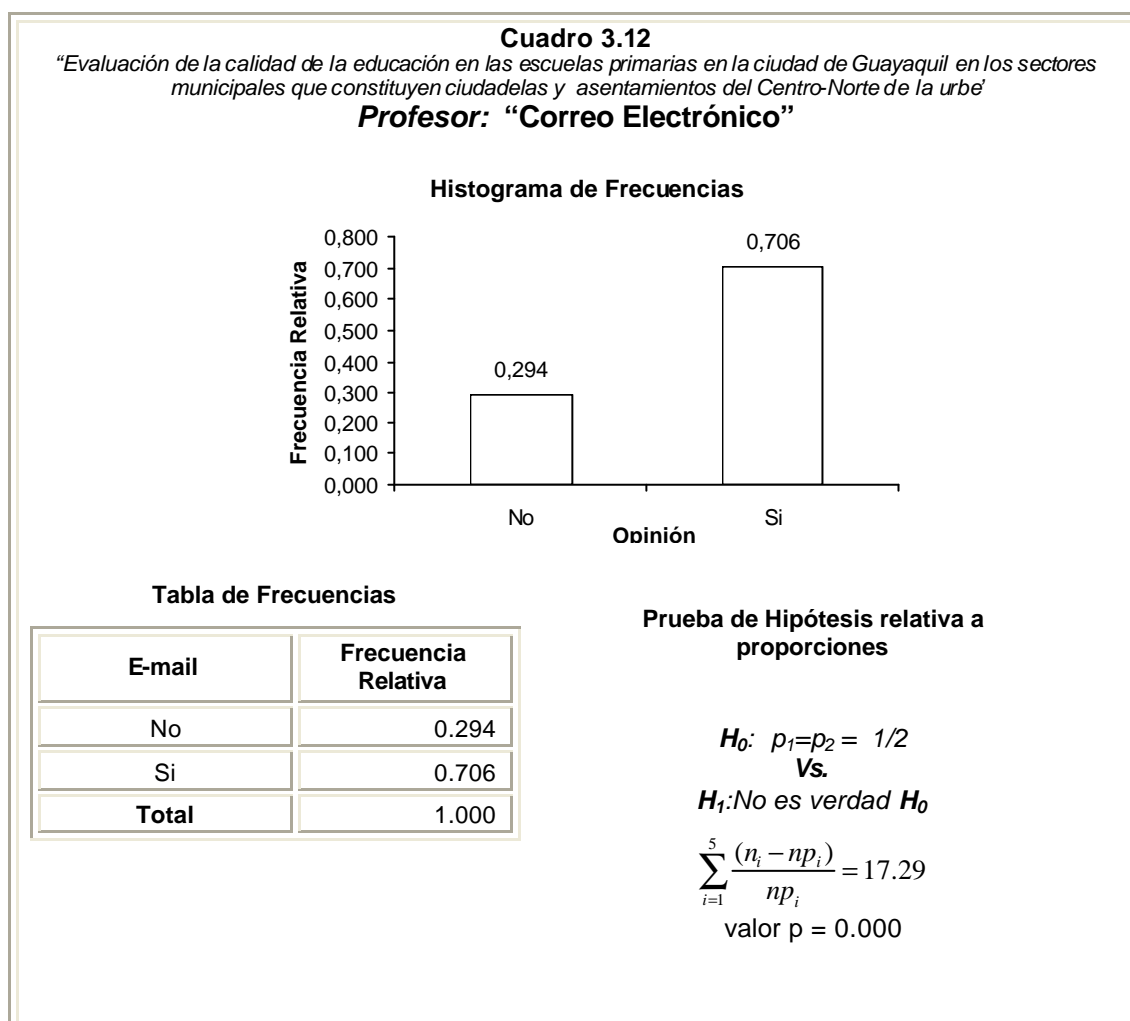 Cuadro 3.12
“Evaluación de la calidad de la educación en las escuelas primarias en la ciudad de Guayaquil en los sectores
municipales que constituyen ciudadelas y asentamientos del Centro-Norte de la urbe’
Profesor: “Correo Electrónico”
Histograma de Frecuencias
Frecuencia Relativa
0,800
0,700
0,600
0,500
0,400
0,300
0,200
0,100
0,000
0,294
0,706
No
Si
Opinión
Tabla de Frecuencias
E-mail Frecuencia
Relativa
No 0.294
Si 0.706
Total 1.000
Prueba de Hipótesis relativa a
proporciones
H₀: p₁=p₂ = 1/2
Vs.
H₁:No es verdad H₀
∑_{i=1}^{5} (n_i − np_i) / np_i = 17.29
valor p = 0.000